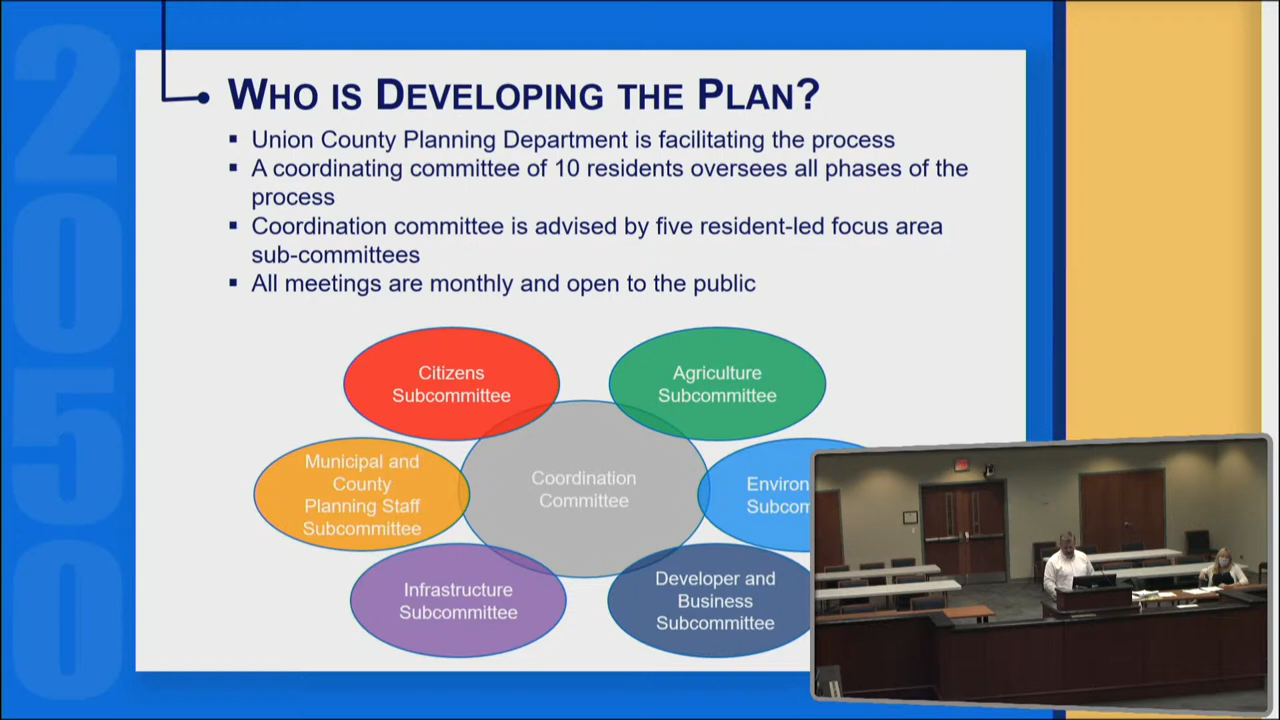 2050
WHO IS DEVELOPING THE PLAN?
▪ Union County Planning Department is facilitating the process
▪ A coordinating committee of 10 residents oversees all phases of the
process
▪ Coordination committee is advised by five resident-led focus area
sub-committees
▪ All meetings are monthly and open to the public
Citizens
Subcommittee
Agriculture
Subcommittee
Municipal and
County
Planning Staff
Subcommittee
Coordination
Committee
Environ
Subcom
Infrastructure
Subcommittee
Developer and
Business
Subcommittee